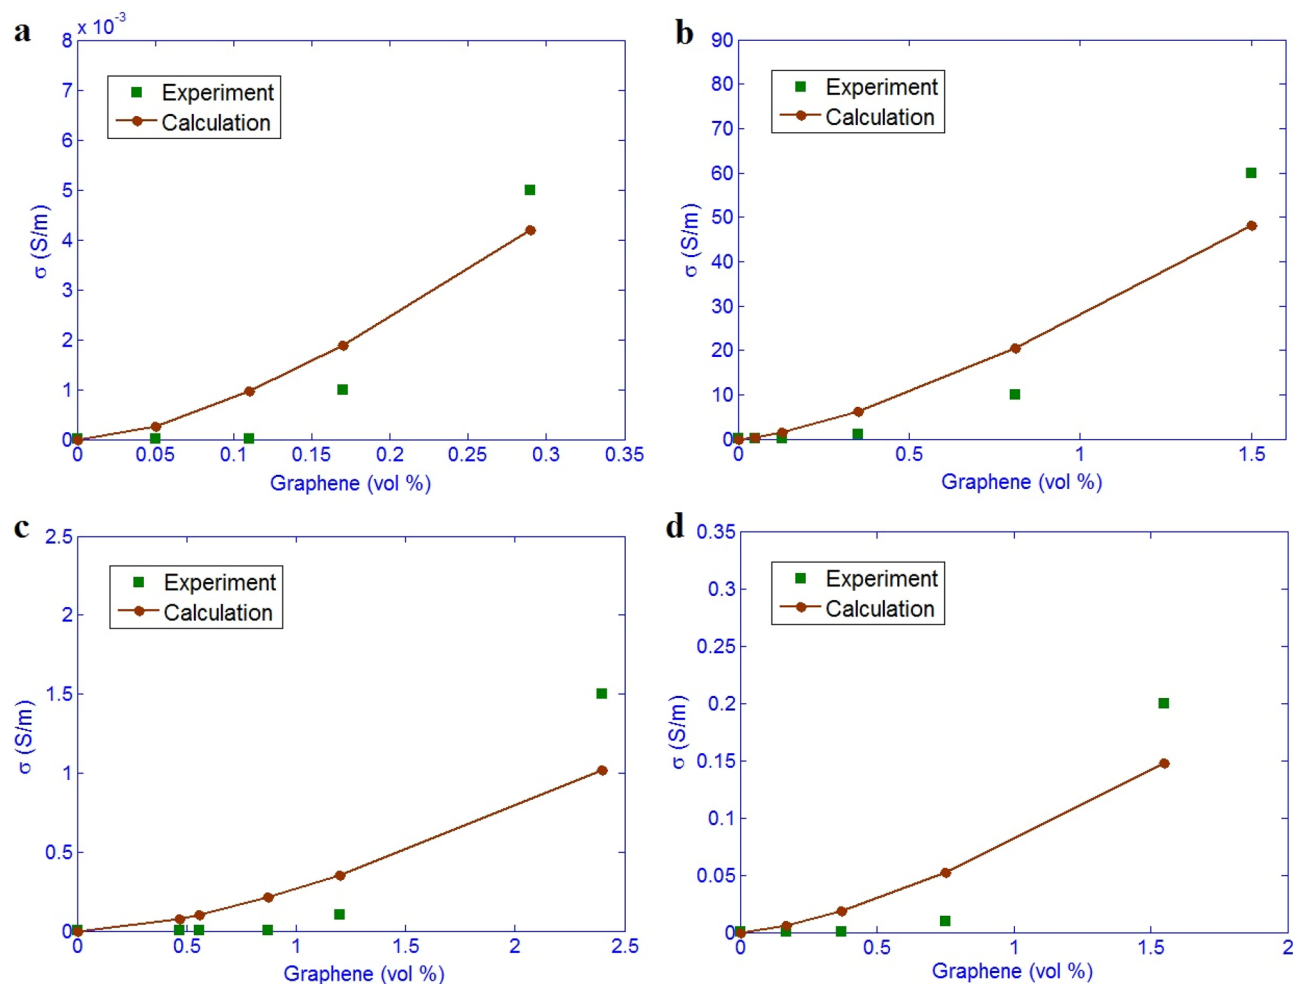 a
x 10⁻³
8
7
6
5
4
3
2
1
0
σ (S/m)
Experiment
Calculation
0 0.05 0.1 0.15 0.2 0.25 0.3 0.35
Graphene (vol %)
b
90
80
70
60
50
40
30
20
10
0
σ (S/m)
Experiment
Calculation
0 0.5 1 1.5
Graphene (vol %)
c
2.5
2
1.5
1
0.5
0
σ (S/m)
Experiment
Calculation
0 0.5 1 1.5 2 2.5
Graphene (vol %)
d
0.35
0.3
0.25
0.2
0.15
0.1
0.05
0
σ (S/m)
Experiment
Calculation
0 0.5 1 1.5 2
Graphene (vol %)